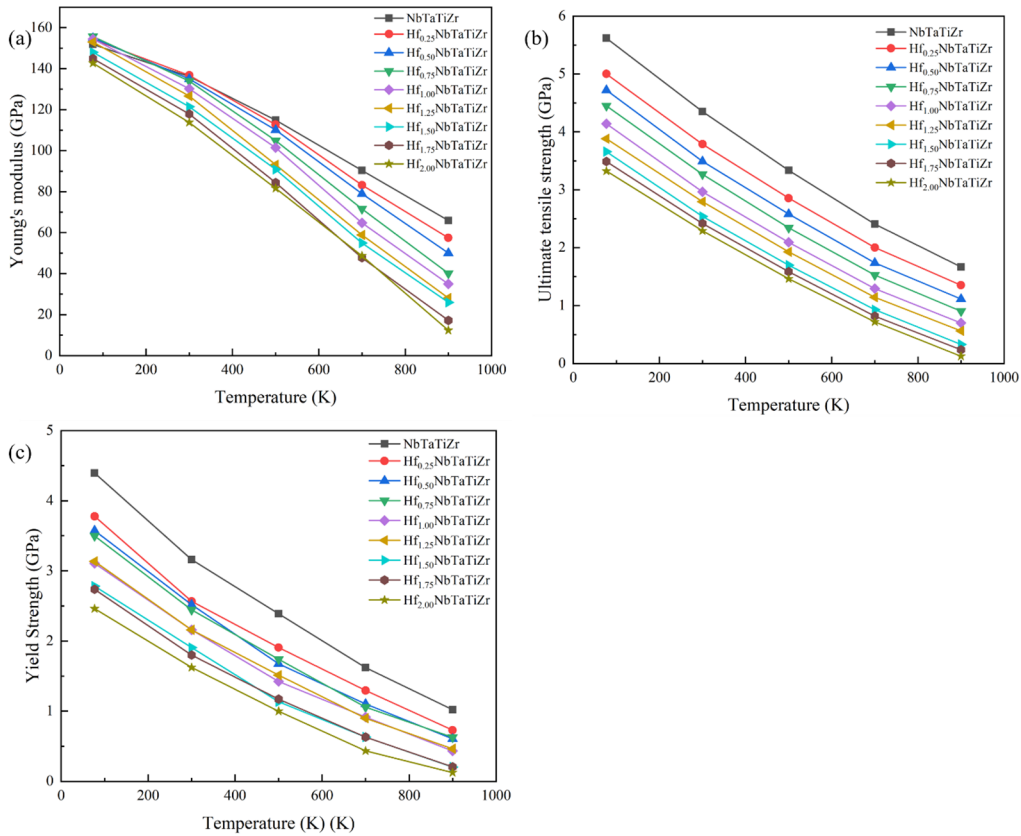 (a)
Young's modulus (GPa)
160
140
120
100
80
60
40
20
0
0
200
400
600
800
1000
Temperature (K)
NbTaTiZr
Hf0.25NbTaTiZr
Hf0.50NbTaTiZr
Hf0.75NbTaTiZr
Hf1.00NbTaTiZr
Hf1.25NbTaTiZr
Hf1.50NbTaTiZr
Hf1.75NbTaTiZr
Hf2.00NbTaTiZr
(b)
Ultimate tensile strength (GPa)
6
5
4
3
2
1
0
0
200
400
600
800
1000
Temperature (K)
NbTaTiZr
Hf0.25NbTaTiZr
Hf0.50NbTaTiZr
Hf0.75NbTaTiZr
Hf1.00NbTaTiZr
Hf1.25NbTaTiZr
Hf1.50NbTaTiZr
Hf1.75NbTaTiZr
Hf2.00NbTaTiZr
(c)
Yield Strength (GPa)
5
4
3
2
1
0
0
200
400
600
800
1000
Temperature (K) (K)
NbTaTiZr
Hf0.25NbTaTiZr
Hf0.50NbTaTiZr
Hf0.75NbTaTiZr
Hf1.00NbTaTiZr
Hf1.25NbTaTiZr
Hf1.50NbTaTiZr
Hf1.75NbTaTiZr
Hf2.00NbTaTiZr